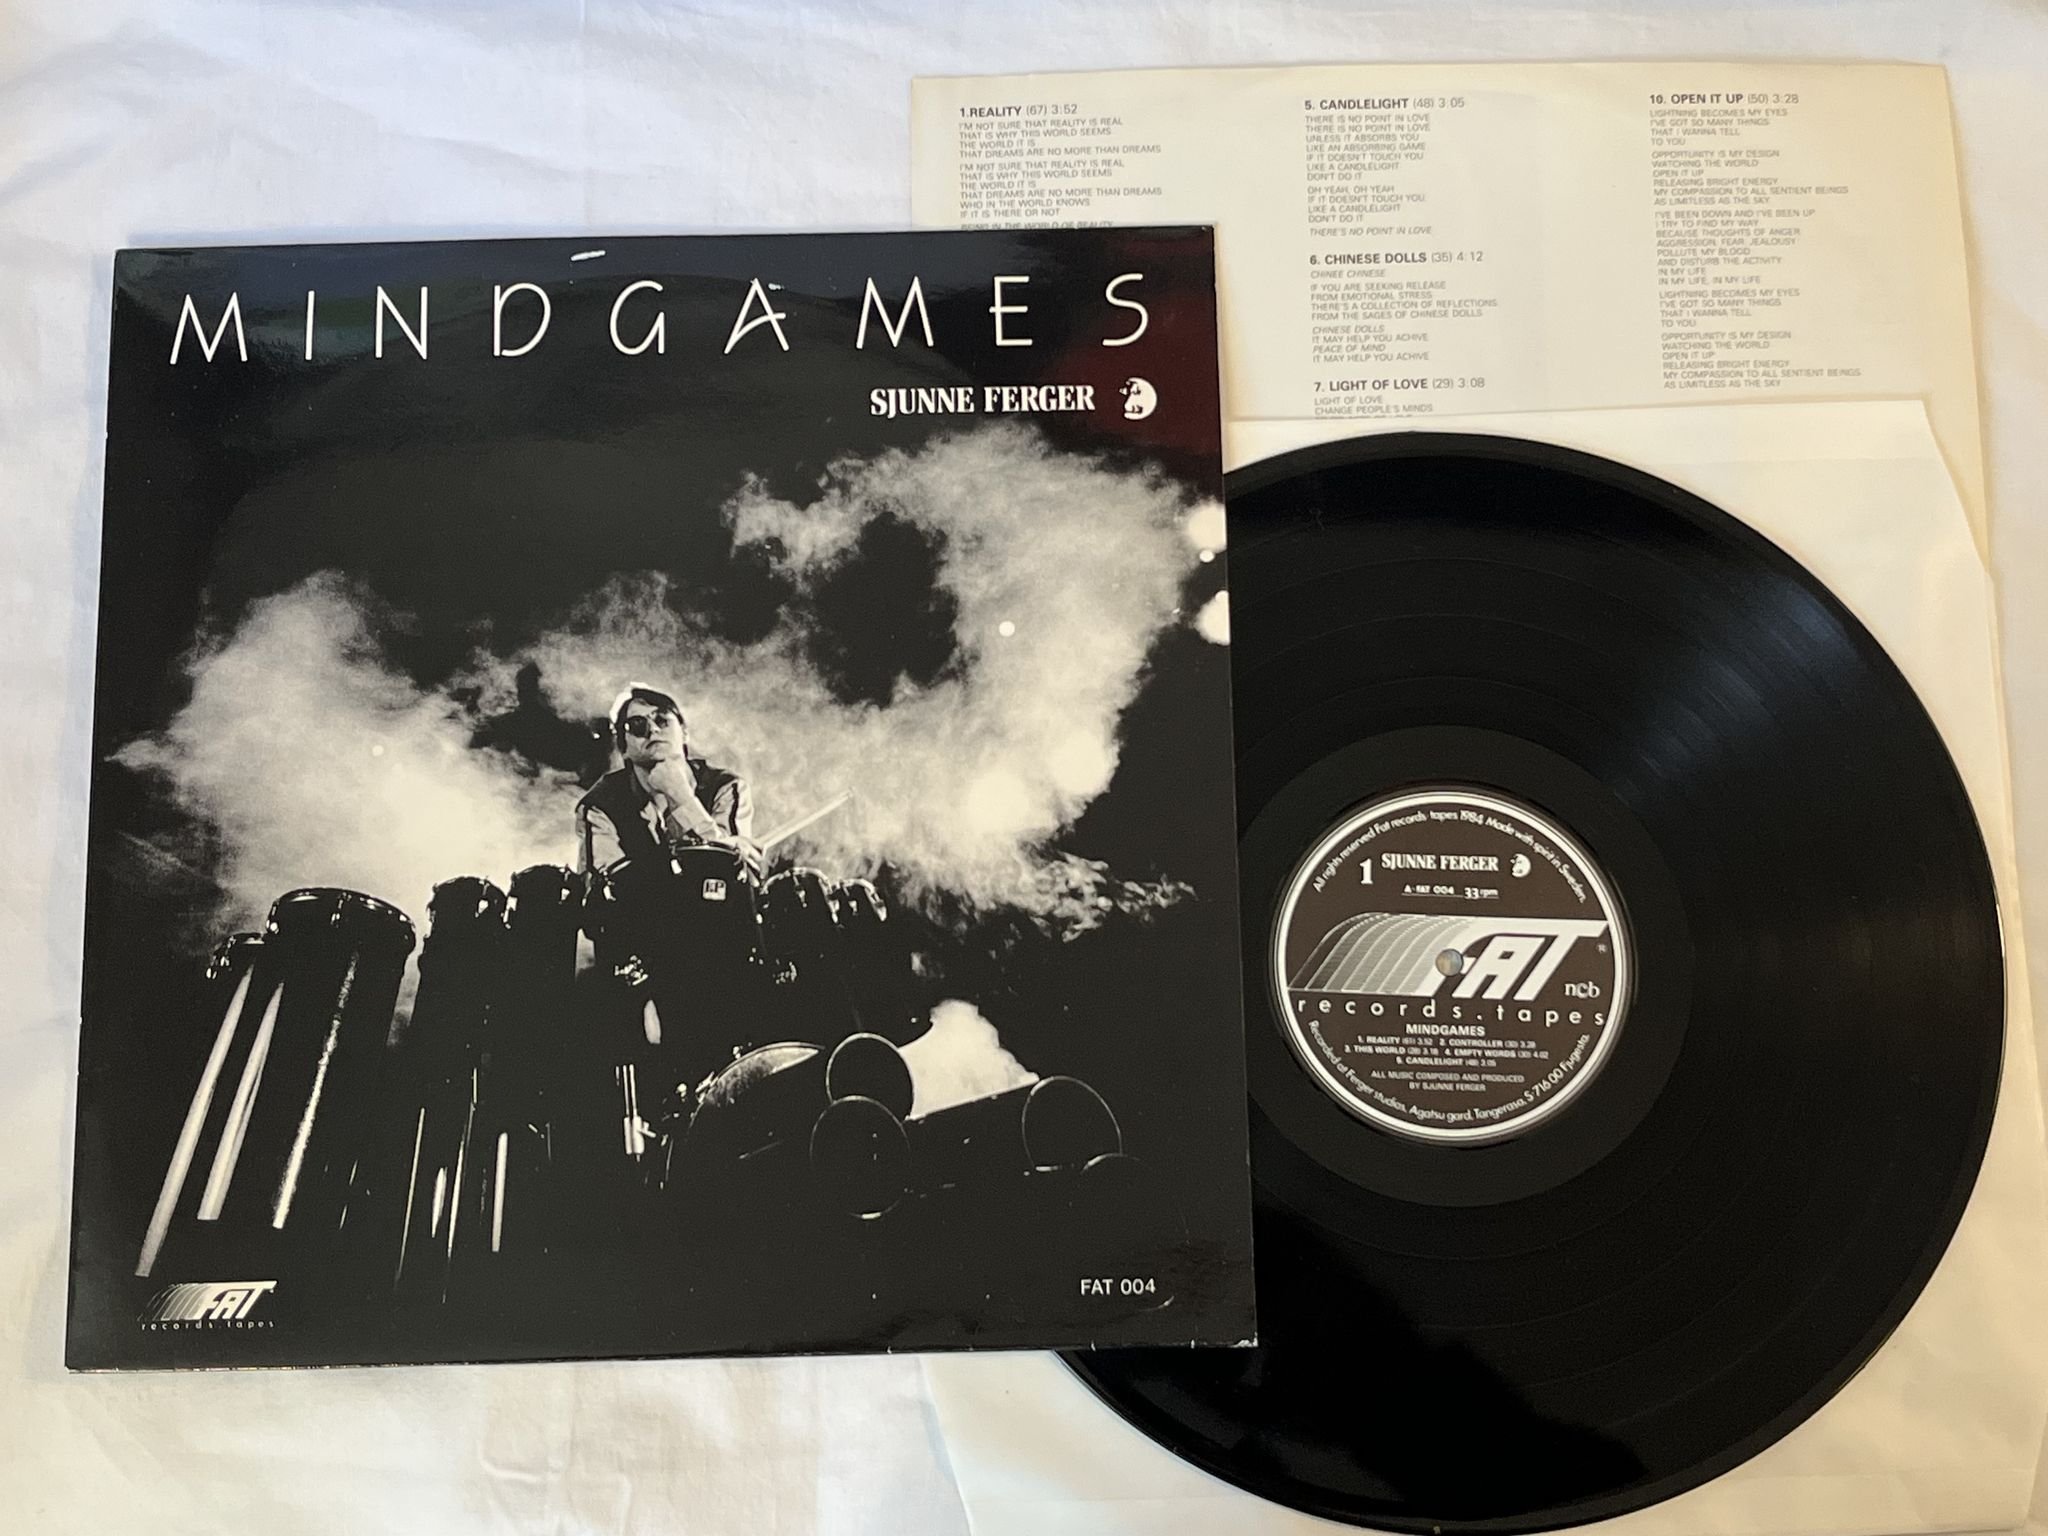 MINDGAMES
SJUNNE FERGER
FAT
records.tapes
FAT 004
1.REALITY (67) 3:52
I'M NOT SURE THAT REALITY IS REAL
THAT IS WHY THIS WORLD SEEMS
THE WORLD IT IS
THAT DREAMS ARE NO MORE THAN DREAMS
I'M NOT SURE THAT REALITY IS REAL
THAT IS WHY THIS WORLD SEEMS
THE WORLD IT IS
THAT DREAMS ARE NO MORE THAN DREAMS
WHO IN THE WORLD KNOWS
IF IT IS THERE OR NOT
BEING IN THE WORLD OF REALITY
5. CANDLELIGHT (48) 3:05
THERE IS NO POINT IN LOVE
THERE IS NO POINT IN LOVE
UNLESS IT ABSORBS YOU
LIKE AN ABSORBING GAME
IF IT DOESN'T TOUCH YOU
LIKE A CANDLELIGHT
DON'T DO IT
OH YEAH, OH YEAH
IF IT DOESN'T TOUCH YOU
LIKE A CANDLELIGHT
DON'T DO IT
THERE'S NO POINT IN LOVE
6. CHINESE DOLLS (35) 4:12
CHINEE CHINESE
IF YOU ARE SEEKING RELEASE
FROM EMOTIONAL STRESS
THERE'S A COLLECTION OF REFLECTIONS
FROM THE SAGES OF CHINESE DOLLS
CHINESE DOLLS
IT MAY HELP YOU ACHIVE
PEACE OF MIND
IT MAY HELP YOU ACHIVE
7. LIGHT OF LOVE (29) 3:08
LIGHT OF LOVE
CHANGE PEOPLE'S MINDS
10. OPEN IT UP (50) 3:28
LIGHTNING BECOMES MY EYES
I'VE GOT SO MANY THINGS
THAT I WANNA TELL
TO YOU
OPPORTUNITY IS MY DESIGN
WATCHING THE WORLD
OPEN IT UP
RELEASING BRIGHT ENERGY
MY COMPASSION TO ALL SENTIENT BEINGS
AS LIMITLESS AS THE SKY
I'VE BEEN DOWN AND I'VE BEEN UP
I TRY TO FIND MY WAY
BECAUSE THOUGHTS OF ANGER
AGGRESSION, FEAR, JEALOUSY
POLLUTE MY BLOOD
AND DISTURB THE ACTIVITY
IN MY LIFE
IN MY LIFE, IN MY LIFE
LIGHTNING BECOMES MY EYES
I'VE GOT SO MANY THINGS
THAT I WANNA TELL
TO YOU
OPPORTUNITY IS MY DESIGN
WATCHING THE WORLD
OPEN IT UP
RELEASING BRIGHT ENERGY
MY COMPASSION TO ALL SENTIENT BEINGS
AS LIMITLESS AS THE SKY
All rights reserved Fat records tapes 1984 Made with spirit in Sweden.
1 SJUNNE FERGER
A-FAT 004 33 rpm
FAT ®
ncb
records.tapes
MINDGAMES
1. REALITY (67) 3.52 2. CONTROLLER (30) 3.28
3. THIS WORLD (28) 3.18 4. EMPTY WORDS (30) 4.02
5. CANDLELIGHT (48) 3.05
ALL MUSIC COMPOSED AND PRODUCED
BY SJUNNE FERGER
Recorded at Ferger studios, Agatsu gard, Tangerasa, S-716 00 Fjugesta.